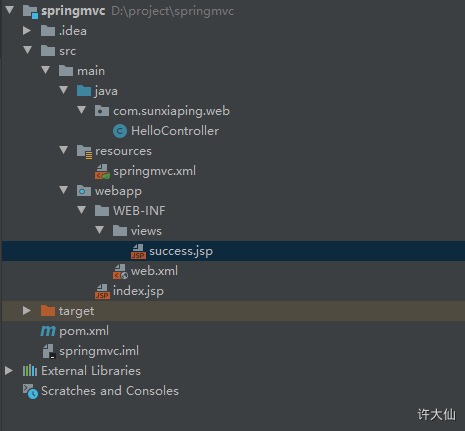 springmvc D:\project\springmvc
.idea
src
main
java
com.sunxiaping.web
HelloController
resources
springmvc.xml
webapp
WEB-INF
views
success.jsp
web.xml
index.jsp
target
pom.xml
springmvc.iml
External Libraries
Scratches and Consoles
许大仙